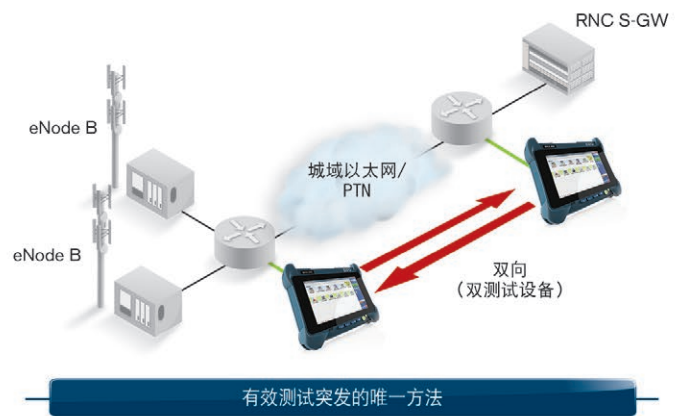 RNC S-GW
eNode B
城域以太网/
PTN
eNode B
双向
（双测试设备）
有效测试突发的唯一方法